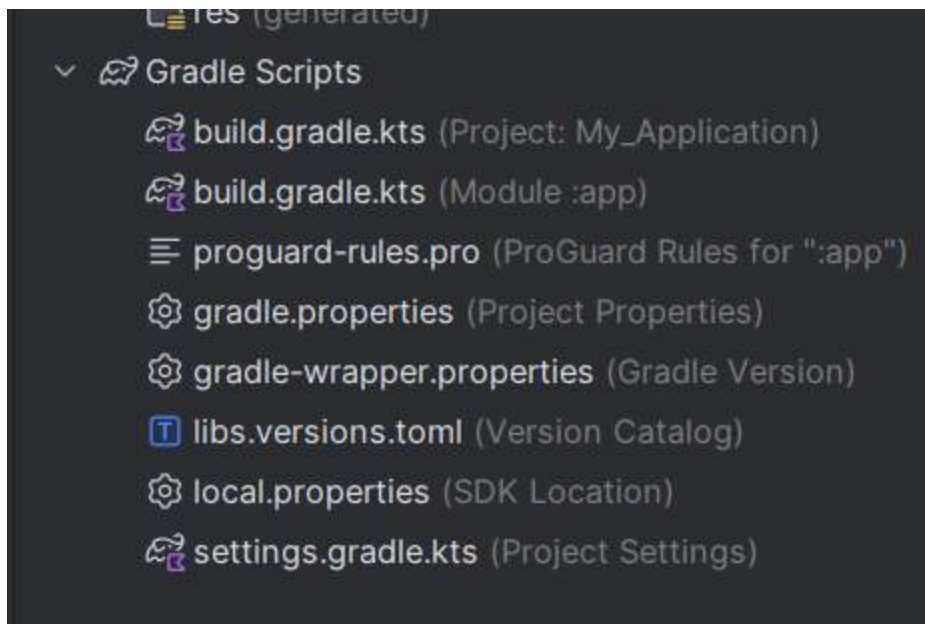 res (generated)
Gradle Scripts
build.gradle.kts (Project: My_Application)
build.gradle.kts (Module :app)
proguard-rules.pro (ProGuard Rules for ":app")
gradle.properties (Project Properties)
gradle-wrapper.properties (Gradle Version)
libs.versions.toml (Version Catalog)
local.properties (SDK Location)
settings.gradle.kts (Project Settings)